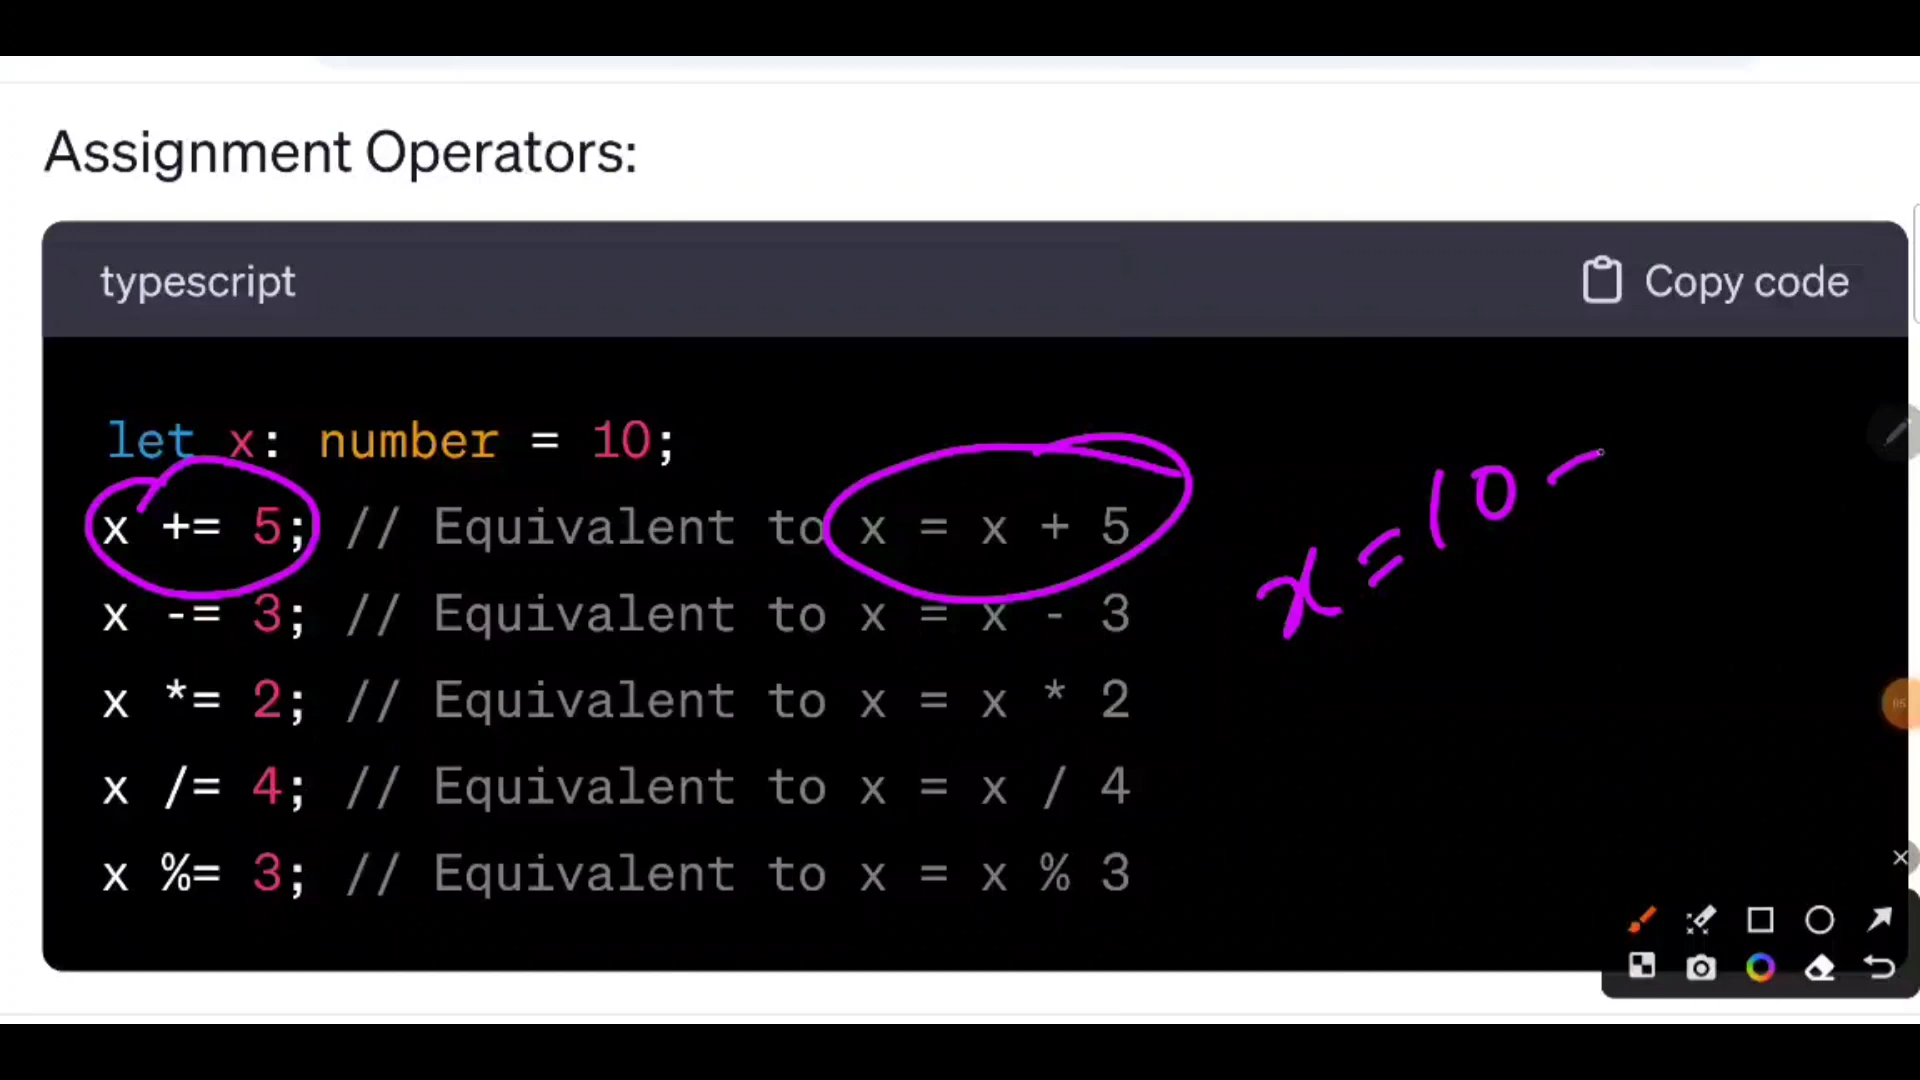 Assignment Operators:
typescript
Copy code
let x: number = 10;
x += 5; // Equivalent to x = x + 5
x -= 3; // Equivalent to x = x - 3
x *= 2; // Equivalent to x = x * 2
x /= 4; // Equivalent to x = x / 4
x %= 3; // Equivalent to x = x % 3
x = 10 -